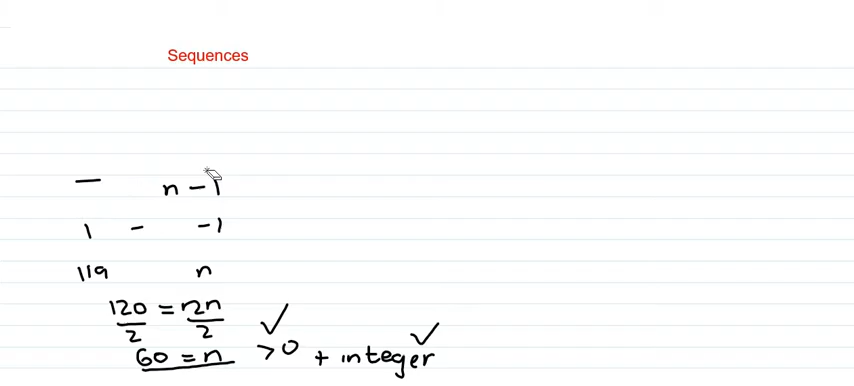 Sequences
— n - 1
1 - - 1
119 n
120 = 2n
2 2
60 = n > 0 + integer